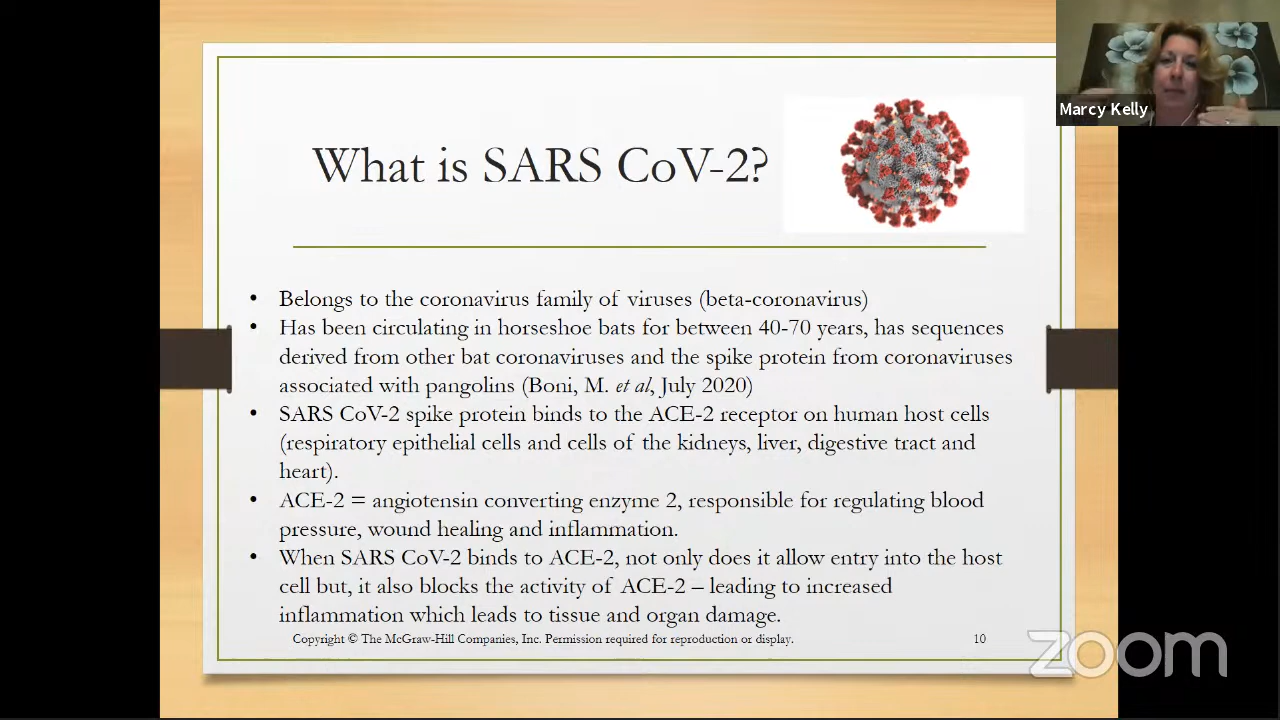 Marcy Kelly
What is SARS CoV-2?
• Belongs to the coronavirus family of viruses (beta-coronavirus)
• Has been circulating in horseshoe bats for between 40-70 years, has sequences
derived from other bat coronaviruses and the spike protein from coronaviruses
associated with pangolins (Boni, M. et al, July 2020)
• SARS CoV-2 spike protein binds to the ACE-2 receptor on human host cells
(respiratory epithelial cells and cells of the kidneys, liver, digestive tract and
heart).
• ACE-2 = angiotensin converting enzyme 2, responsible for regulating blood
pressure, wound healing and inflammation.
• When SARS CoV-2 binds to ACE-2, not only does it allow entry into the host
cell but, it also blocks the activity of ACE-2 – leading to increased
inflammation which leads to tissue and organ damage.
Copyright © The McGraw-Hill Companies, Inc. Permission required for reproduction or display.
10
zoom